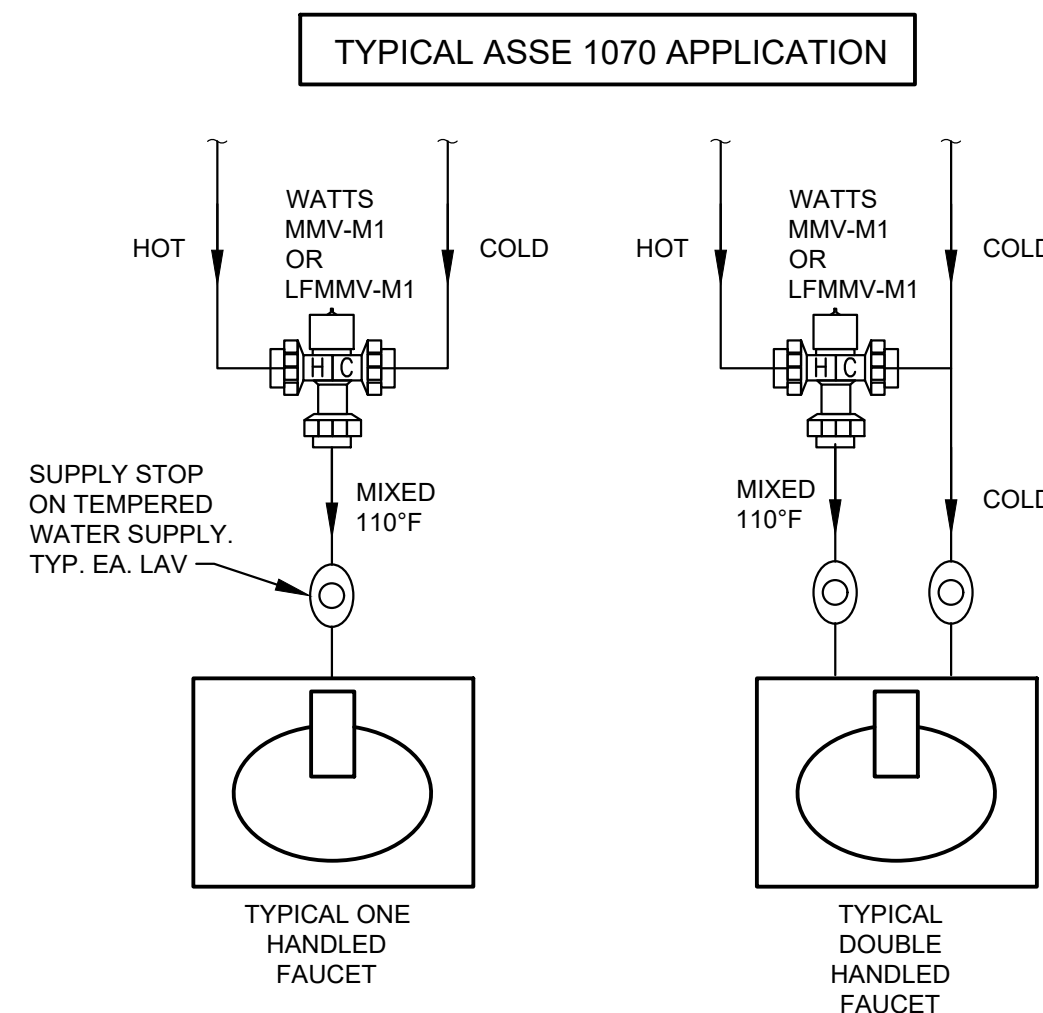 TYPICAL ASSE 1070 APPLICATION
HOT
WATTS
MMV-M1
OR
LFMMV-M1
COLD
H C
SUPPLY STOP
ON TEMPERED
WATER SUPPLY.
TYP. EA. LAV
MIXED
110°F
TYPICAL ONE
HANDLED
FAUCET
HOT
WATTS
MMV-M1
OR
LFMMV-M1
COLD
H C
MIXED
110°F
COLD
TYPICAL
DOUBLE
HANDLED
FAUCET